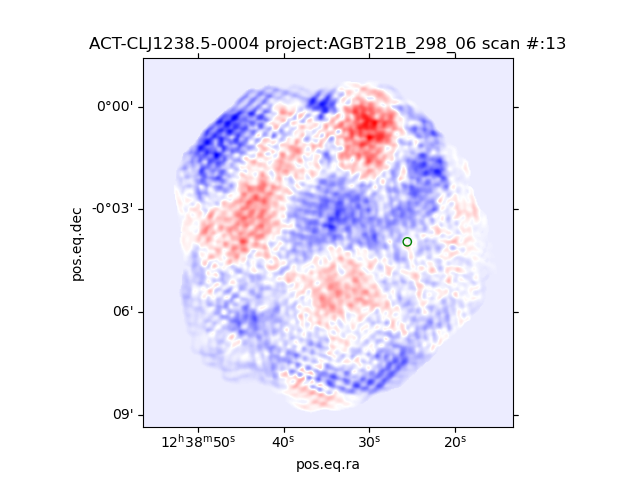 ACT-CLJ1238.5-0004 project:AGBT21B_298_06 scan #:13
0°00'
-0°03'
06'
09'
pos.eq.dec
12ʰ38ᵐ50ˢ 40ˢ 30ˢ 20ˢ
pos.eq.ra